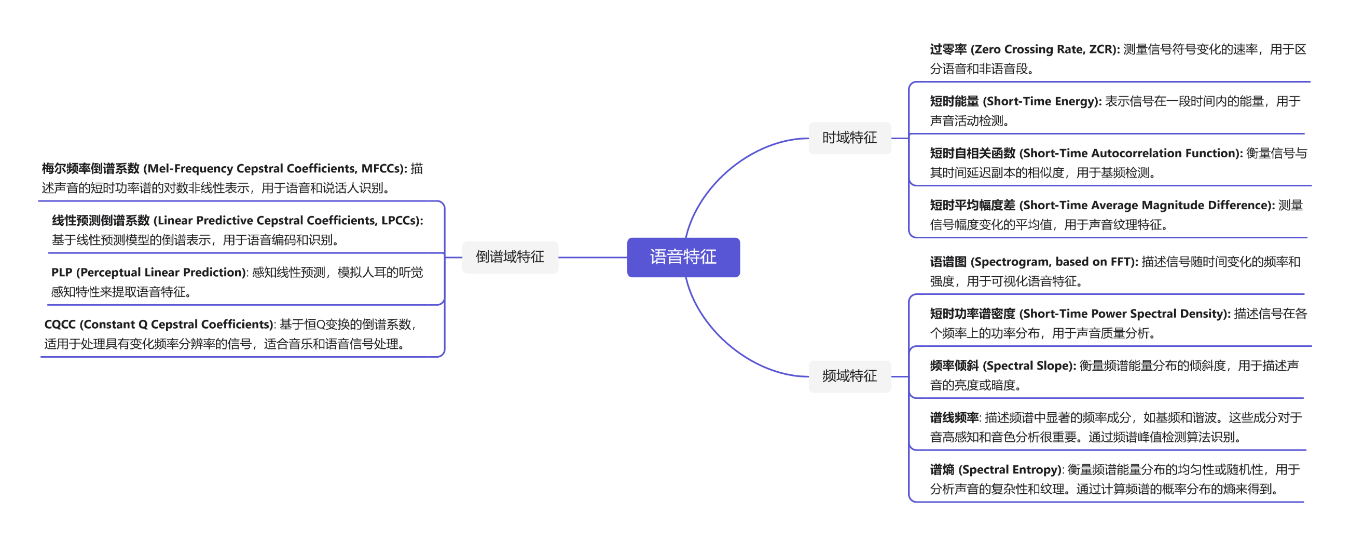 语音特征
时域特征
过零率 (Zero Crossing Rate, ZCR): 测量信号符号变化的速率，用于区
分语音和非语音段。
短时能量 (Short-Time Energy): 表示信号在一段时间内的能量，用于
声音活动检测。
短时自相关函数 (Short-Time Autocorrelation Function): 衡量信号与
其时间延迟副本的相似度，用于基频检测。
短时平均幅度差 (Short-Time Average Magnitude Difference): 测量
信号幅度变化的平均值，用于声音纹理特征。
频域特征
语谱图 (Spectrogram, based on FFT): 描述信号随时间变化的频率和
强度，用于可视化语音特征。
短时功率谱密度 (Short-Time Power Spectral Density): 描述信号在各
个频率上的功率分布，用于声音质量分析。
频率倾斜 (Spectral Slope): 衡量频谱能量分布的倾斜度，用于描述声
音的亮度或暗度。
谱线频率: 描述频谱中显著的频率成分，如基频和谐波。这些成分对于
音高感知和音色分析很重要。通过频谱峰值检测算法识别。
谱熵 (Spectral Entropy): 衡量频谱能量分布的均匀性或随机性，用于
分析声音的复杂性和纹理。通过计算频谱的概率分布的熵来得到。
倒谱域特征
梅尔频率倒谱系数 (Mel-Frequency Cepstral Coefficients, MFCCs): 描
述声音的短时功率谱的对数非线性表示，用于语音和说话人识别。
线性预测倒谱系数 (Linear Predictive Cepstral Coefficients, LPCCs):
基于线性预测模型的倒谱表示，用于语音编码和识别。
PLP (Perceptual Linear Prediction): 感知线性预测，模拟人耳的听觉
感知特性来提取语音特征。
CQCC (Constant Q Cepstral Coefficients): 基于恒Q变换的倒谱系数，
适用于处理具有变化频率分辨率的信号，适合音乐和语音信号处理。